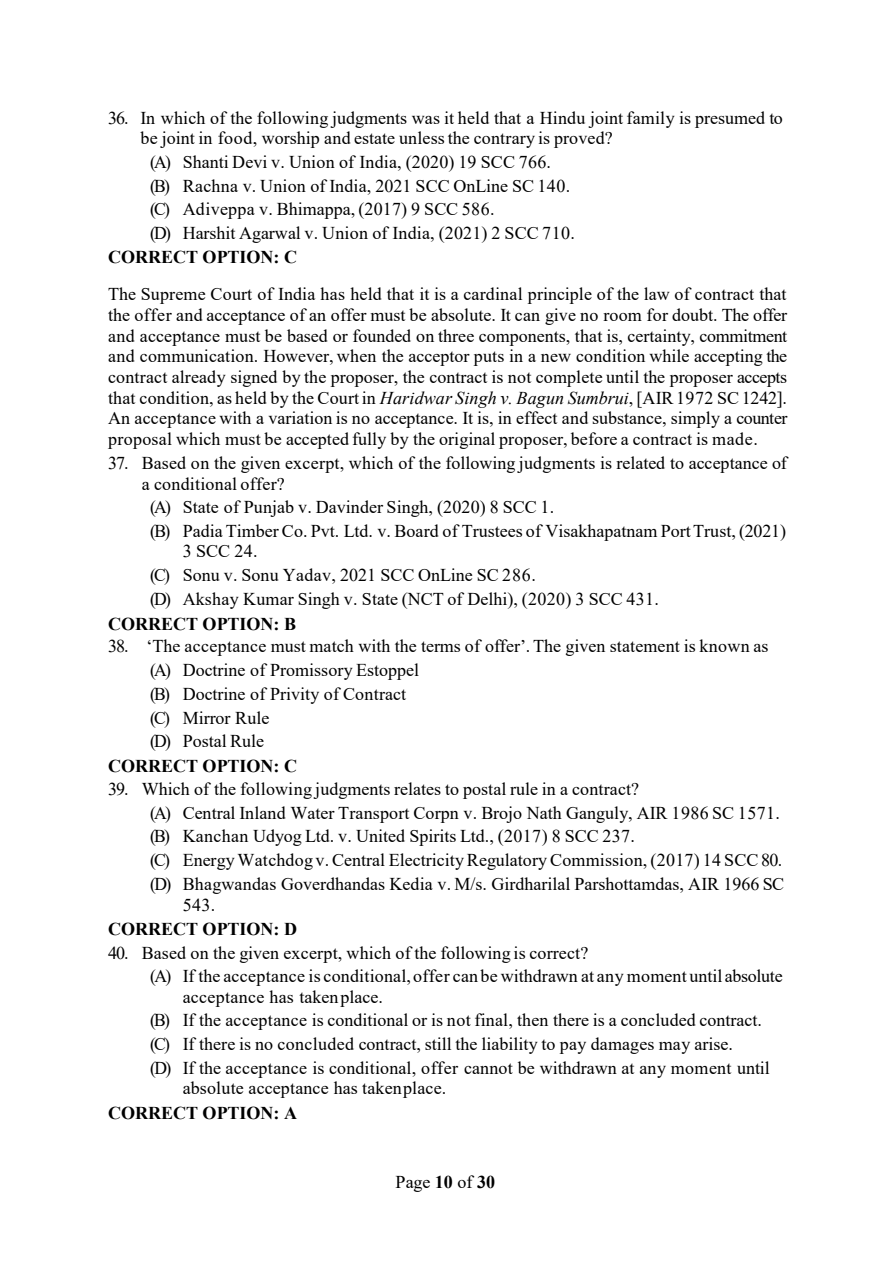 36. In which of the following judgments was it held that a Hindu joint family is presumed to
be joint in food, worship and estate unless the contrary is proved?
(A) Shanti Devi v. Union of India, (2020) 19 SCC 766.
(B) Rachna v. Union of India, 2021 SCC OnLine SC 140.
(C) Adiveppa v. Bhimappa, (2017) 9 SCC 586.
(D) Harshit Agarwal v. Union of India, (2021) 2 SCC 710.
CORRECT OPTION: C
The Supreme Court of India has held that it is a cardinal principle of the law of contract that
the offer and acceptance of an offer must be absolute. It can give no room for doubt. The offer
and acceptance must be based or founded on three components, that is, certainty, commitment
and communication. However, when the acceptor puts in a new condition while accepting the
contract already signed by the proposer, the contract is not complete until the proposer accepts
that condition, as held by the Court in Haridwar Singh v. Bagun Sumbrui, [AIR 1972 SC 1242].
An acceptance with a variation is no acceptance. It is, in effect and substance, simply a counter
proposal which must be accepted fully by the original proposer, before a contract is made.
37. Based on the given excerpt, which of the following judgments is related to acceptance of
a conditional offer?
(A) State of Punjab v. Davinder Singh, (2020) 8 SCC 1.
(B) Padia Timber Co. Pvt. Ltd. v. Board of Trustees of Visakhapatnam Port Trust, (2021)
3 SCC 24.
(C) Sonu v. Sonu Yadav, 2021 SCC OnLine SC 286.
(D) Akshay Kumar Singh v. State (NCT of Delhi), (2020) 3 SCC 431.
CORRECT OPTION: B
38. ‘The acceptance must match with the terms of offer’. The given statement is known as
(A) Doctrine of Promissory Estoppel
(B) Doctrine of Privity of Contract
(C) Mirror Rule
(D) Postal Rule
CORRECT OPTION: C
39. Which of the following judgments relates to postal rule in a contract?
(A) Central Inland Water Transport Corpn v. Brojo Nath Ganguly, AIR 1986 SC 1571.
(B) Kanchan Udyog Ltd. v. United Spirits Ltd., (2017) 8 SCC 237.
(C) Energy Watchdog v. Central Electricity Regulatory Commission, (2017) 14 SCC 80.
(D) Bhagwandas Goverdhandas Kedia v. M/s. Girdharilal Parshottamdas, AIR 1966 SC
543.
CORRECT OPTION: D
40. Based on the given excerpt, which of the following is correct?
(A) If the acceptance is conditional, offer can be withdrawn at any moment until absolute
acceptance has taken place.
(B) If the acceptance is conditional or is not final, then there is a concluded contract.
(C) If there is no concluded contract, still the liability to pay damages may arise.
(D) If the acceptance is conditional, offer cannot be withdrawn at any moment until
absolute acceptance has takenplace.
CORRECT OPTION: A
Page 10 of 30